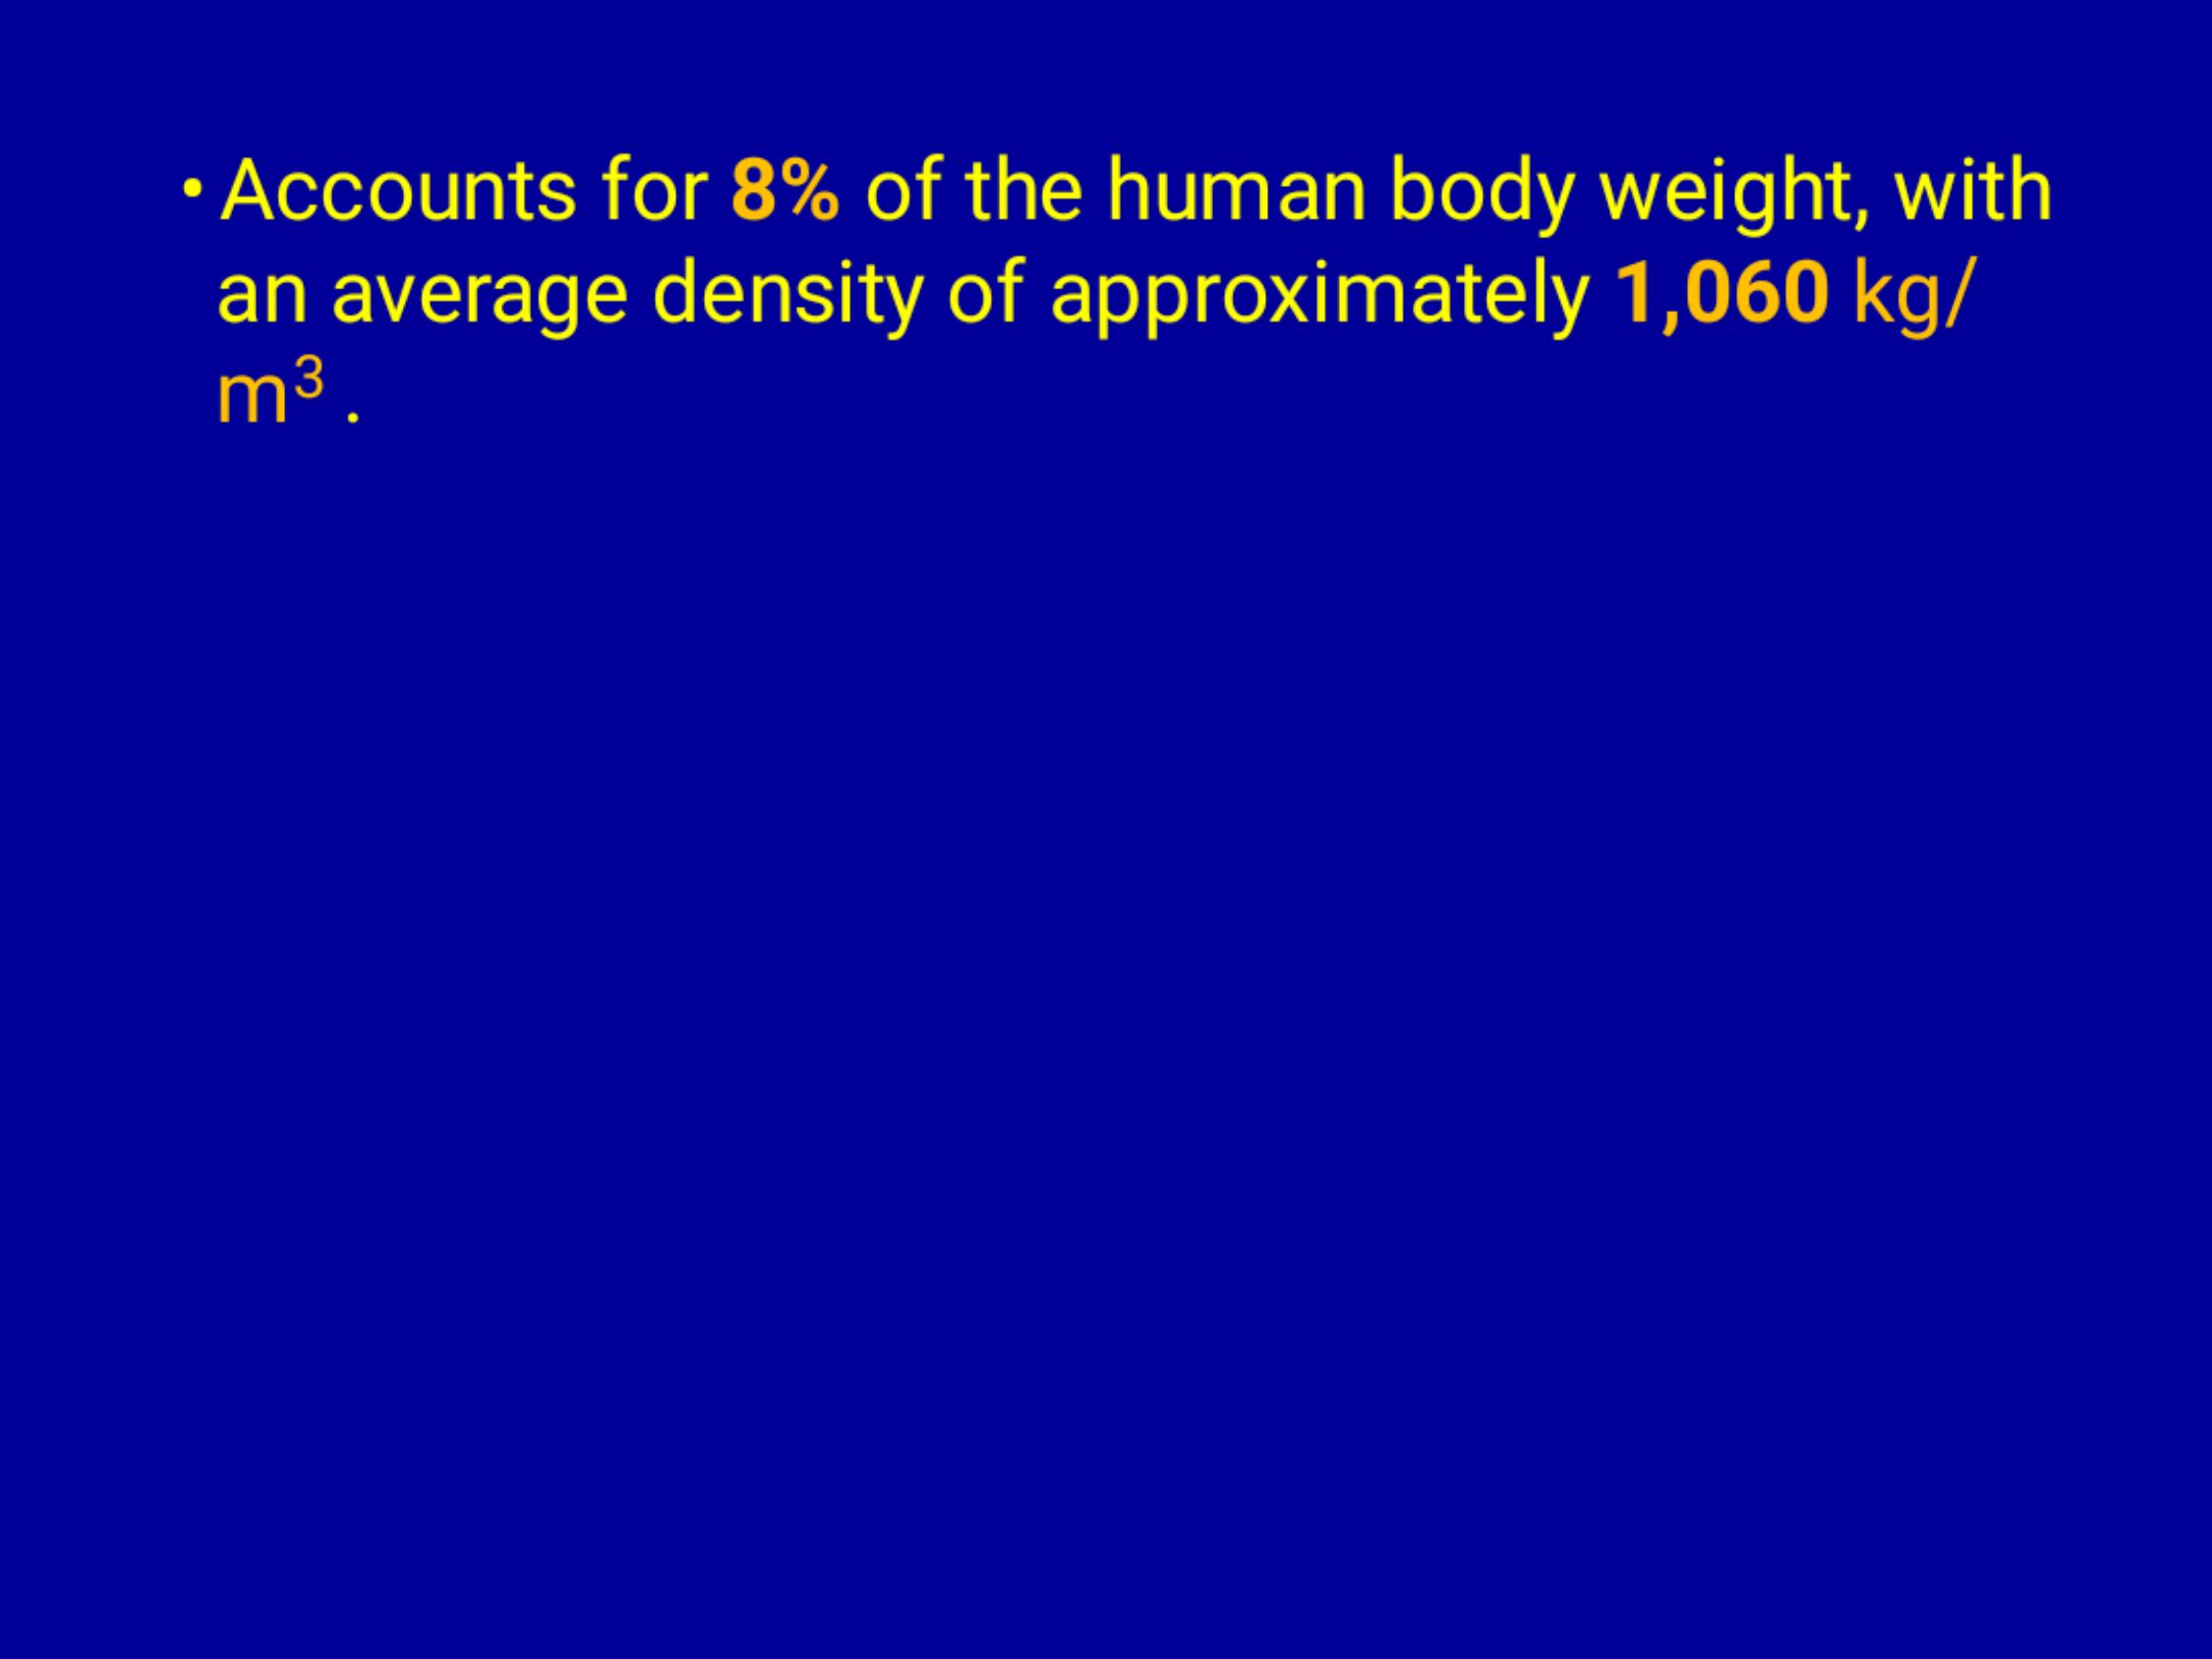 •Accounts for 8% of the human body weight, with
an average density of approximately 1,060 kg/
m³ .